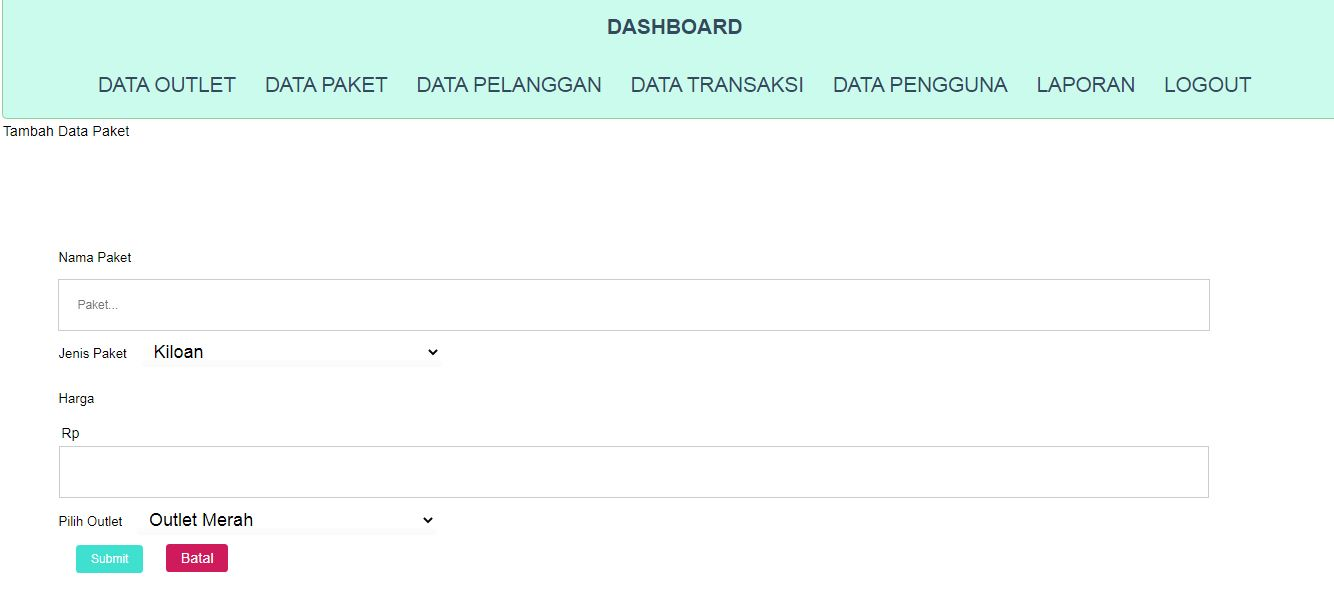 DASHBOARD
DATA OUTLET DATA PAKET DATA PELANGGAN DATA TRANSAKSI DATA PENGGUNA LAPORAN LOGOUT
Tambah Data Paket
Nama Paket
Paket...
Jenis Paket Kiloan
Harga
Rp
Pilih Outlet Outlet Merah
Submit Batal